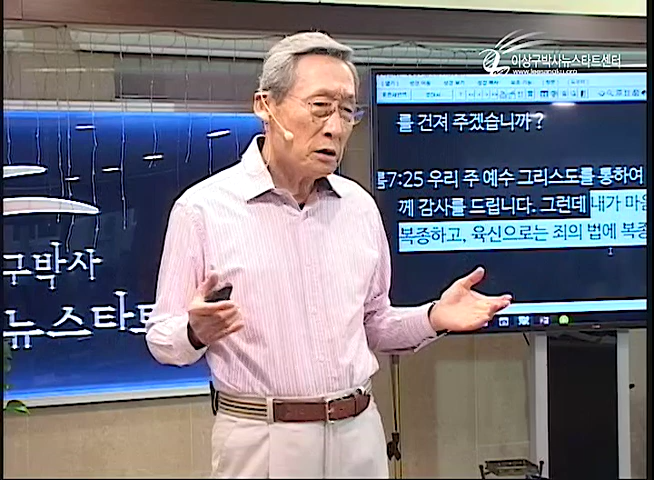 이상구박사뉴스타트센터
www.leesangku.org
를 건져 주겠습니까?
롬7:25 우리 주 예수 그리스도를 통하여
께 감사를 드립니다. 그런데 내가 마음
복종하고, 육신으로는 죄의 법에 복종
구박사
뉴스타트